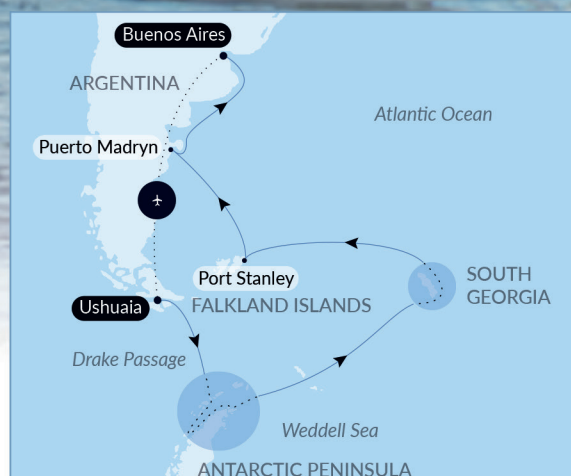 Buenos Aires
ARGENTINA
Atlantic Ocean
Puerto Madryn
Port Stanley
SOUTH
GEORGIA
Ushuaia
FALKLAND ISLANDS
Drake Passage
Weddell Sea
ANTARCTIC PENINSULA